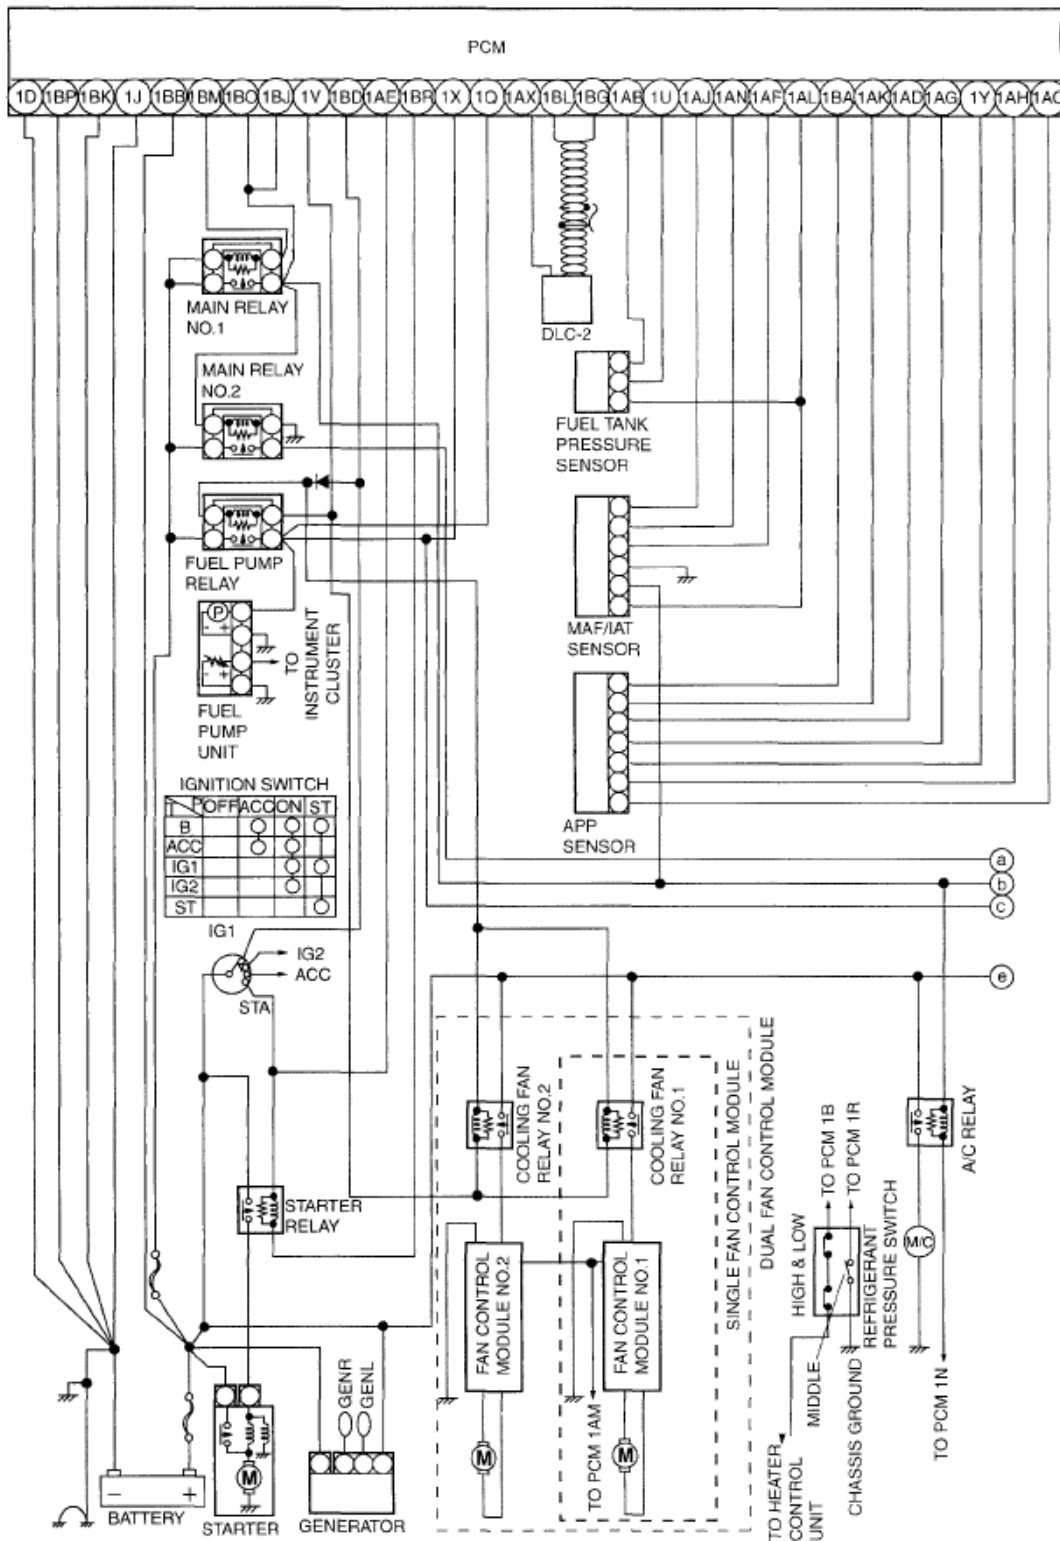 PCM
1D 1BP 1BK 1J 1BB 1BM 1BO 1BJ 1V 1BD 1AE 1BR 1X 1Q 1AX 1BL 1BG 1AB 1U 1AJ 1AN 1AF 1AL 1BA 1AK 1AD 1AG 1Y 1AH
MAIN RELAY
NO.1
DLC-2
MAIN RELAY
NO.2
FUEL TANK
PRESSURE
SENSOR
FUEL PUMP
RELAY
MAF/IAT
SENSOR
P
- +
- +
TO
INSTRUMENT
CLUSTER
FUEL
PUMP
UNIT
IGNITION SWITCH
T P OFF ACC ON ST
B
ACC
IG1
IG2
ST
APP
SENSOR
a
b
c
IG1
IG2
ACC
STA
e
COOLING FAN
RELAY NO.2
COOLING FAN
RELAY NO.1
SINGLE FAN CONTROL MODULE
DUAL FAN CONTROL MODULE
A/C RELAY
STARTER
RELAY
TO PCM 1B
TO PCM 1R
HIGH & LOW
REFRIGERANT
PRESSURE SWITCH
M/C
FAN CONTROL
MODULE NO.2
FAN CONTROL
MODULE NO.1
MIDDLE
CHASSIS GROUND
TO PCM 1N
TO PCM 1AM
TO HEATER
CONTROL
UNIT
GENR
GENL
M
M
M
- +
BATTERY
STARTER
GENERATOR